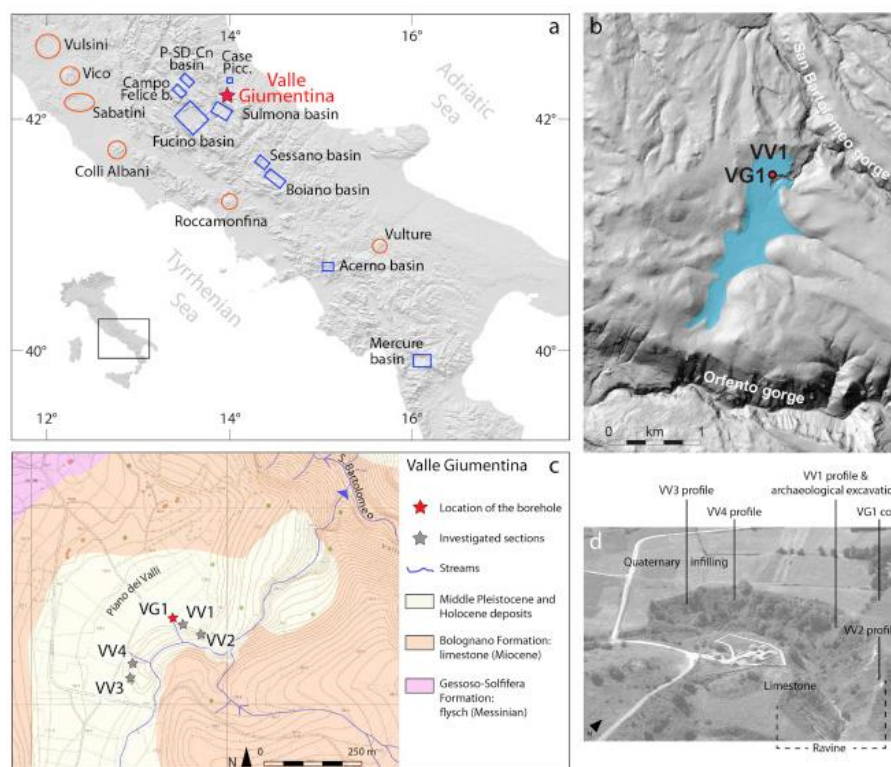 a
14°
16°
Vulsini
P-SD-Cn
basin
Case
Picc.
Vico
Campo
Felice b.
Valle
Giumentina
Adriatic
Sea
42°
42°
Sabatini
Fucino basin
Sulmona basin
Colli Albani
Sessano basin
Boiano basin
Roccamonfina
Vulture
Tyrrhenian
Sea
Acerno basin
40°
40°
Mercure
basin
12°
14°
16°
b
San Bartolomeo gorge
VV1
VG1
Orfento gorge
0 km 1
c
S. Bartolomeo
Piano dei Valli
VG1
VV1
VV2
VV4
VV3
N
0 250 m
Valle Giumentina
Location of the borehole
Investigated sections
Streams
Middle Pleistocene and
Holocene deposits
Bolognano Formation:
limestone (Miocene)
Gessoso-Solfifera
Formation:
flysch (Messinian)
d
VV3 profile
VV4 profile
VV1 profile &
archaeological excavatio
VG1 co
Quaternary infilling
VV2 profile
Limestone
Ravine